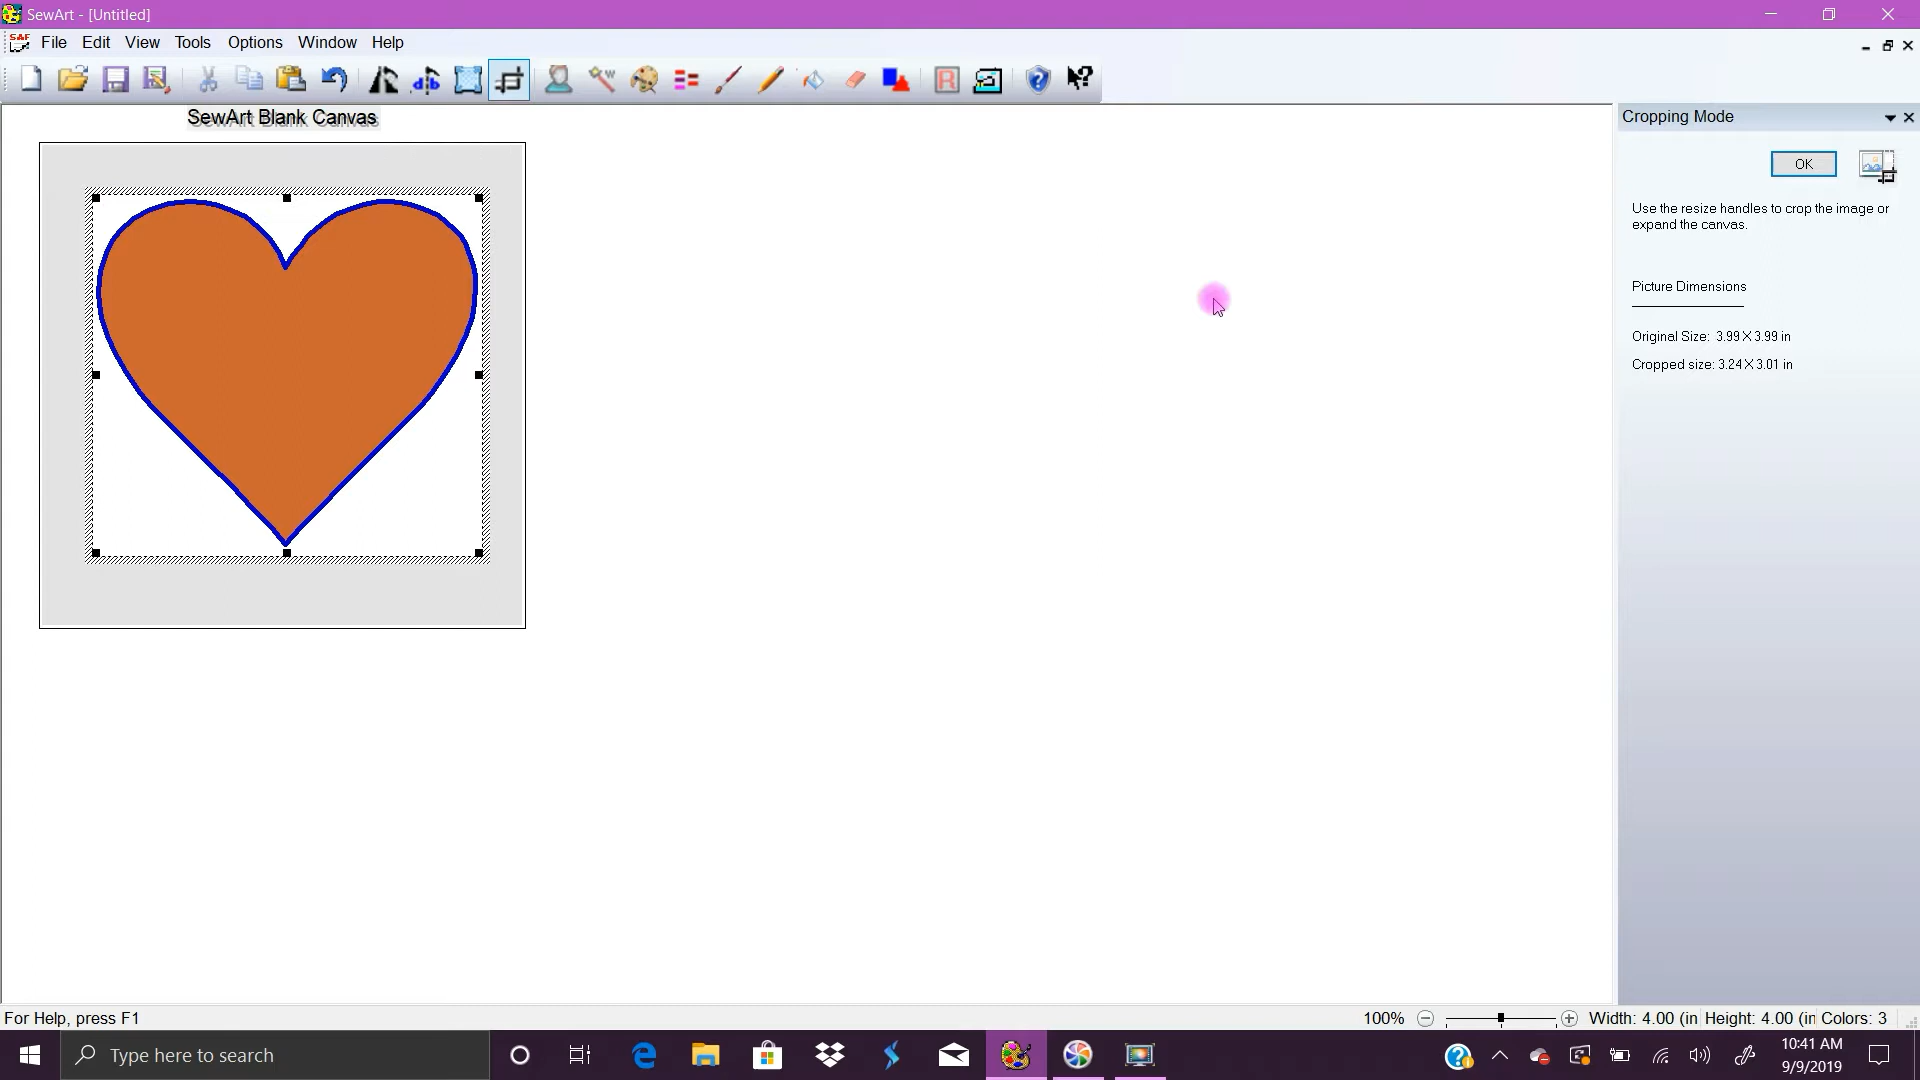 SewArt - [Untitled]
SAF File Edit View Tools Options Window Help
R
SewArt Blank Canvas
Cropping Mode
OK
Use the resize handles to crop the image or
expand the canvas.
Picture Dimensions
Original Size: 3.99 X 3.99 in
Cropped size: 3.24 X 3.01 in
For Help, press F1
100%
Width: 4.00 (in Height: 4.00 (in Colors: 3
Type here to search
10:41 AM
9/9/2019